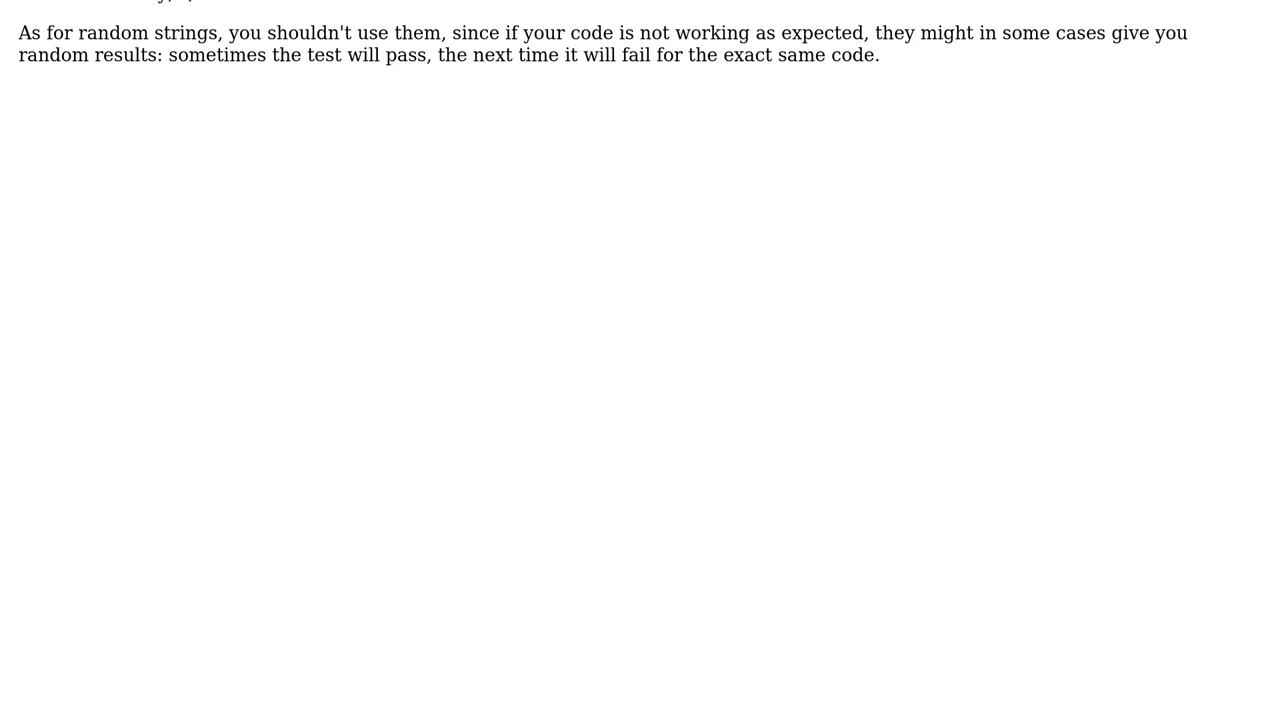 As for random strings, you shouldn't use them, since if your code is not working as expected, they might in some cases give you
random results: sometimes the test will pass, the next time it will fail for the exact same code.